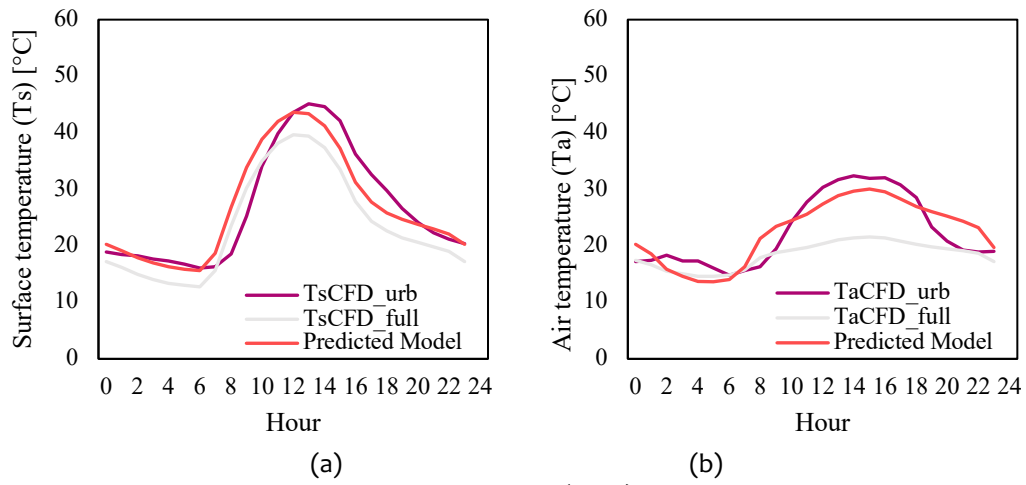 Surface temperature (Ts) [°C]
60
50
40
30
20
10
0
TsCFD_urb
TsCFD_full
Predicted Model
0 2 4 6 8 10 12 14 16 18 20 22 24
Hour
(a)
Air temperature (Ta) [°C]
60
50
40
30
20
10
0
TaCFD_urb
TaCFD_full
Predicted Model
0 2 4 6 8 10 12 14 16 18 20 22 24
Hour
(b)